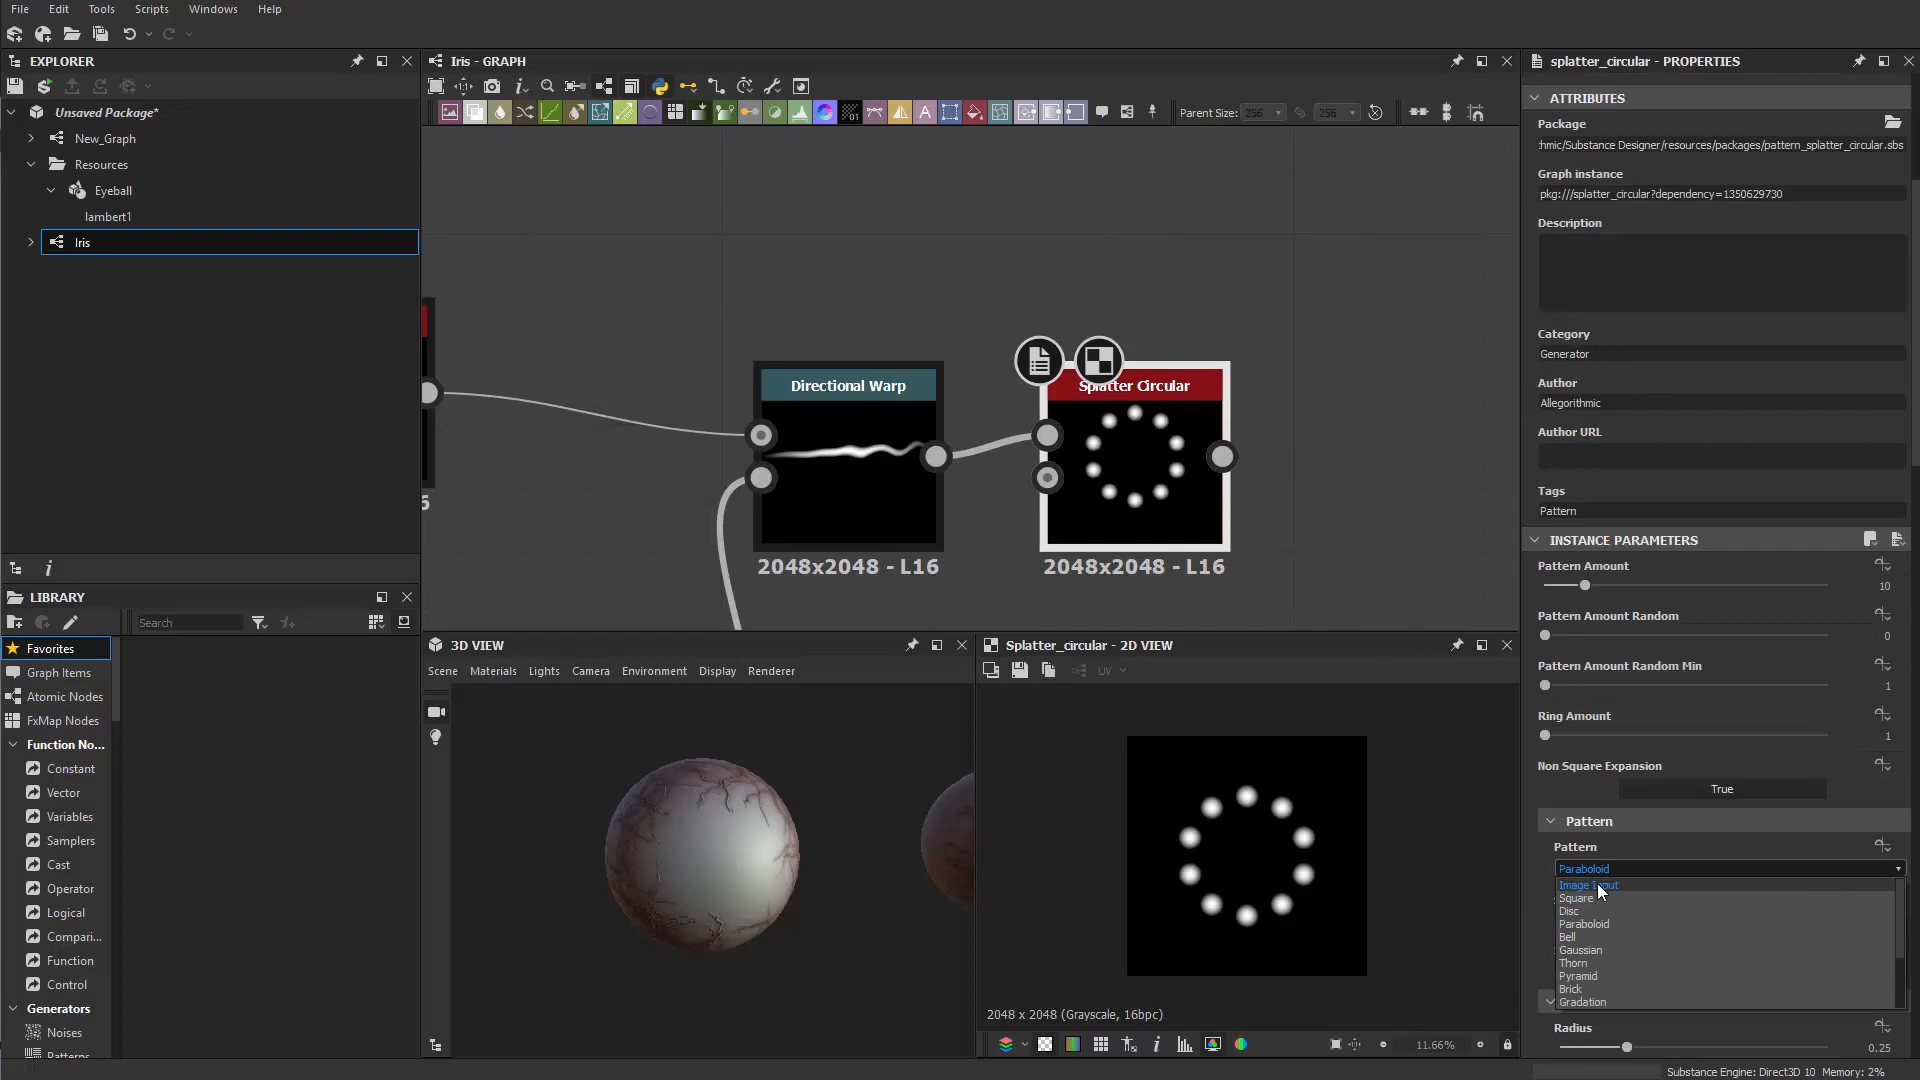 File Edit Tools Scripts Windows Help
EXPLORER
Unsaved Package*
New_Graph
Resources
Eyeball
lambert1
Iris
LIBRARY
Search
Favorites
Graph Items
Atomic Nodes
FxMap Nodes
Function No...
Constant
Vector
Variables
Samplers
Cast
Operator
Logical
Compari...
Function
Control
Generators
Noises
Patterns
Iris - GRAPH
Parent Size: 256 256
Directional Warp
2048x2048 - L16
Splatter Circular
2048x2048 - L16
3D VIEW
Scene Materials Lights Camera Environment Display Renderer
Splatter_circular - 2D VIEW
UV
2048 x 2048 (Grayscale, 16bpc)
11.66%
splatter_circular - PROPERTIES
ATTRIBUTES
Package
hmic/Substance Designer/resources/packages/pattern_splatter_circular.sbs
Graph instance
pkg:///splatter_circular?dependency=1350629730
Description
Category
Generator
Author
Allegorithmic
Author URL
Tags
Pattern
INSTANCE PARAMETERS
Pattern Amount
10
Pattern Amount Random
0
Pattern Amount Random Min
1
Ring Amount
1
Non Square Expansion
True
Pattern
Pattern
Paraboloid
Image Input
Square
Disc
Paraboloid
Bell
Gaussian
Thorn
Pyramid
Brick
Gradation
Radius
0.25
Substance Engine: Direct3D 10 Memory: 2%